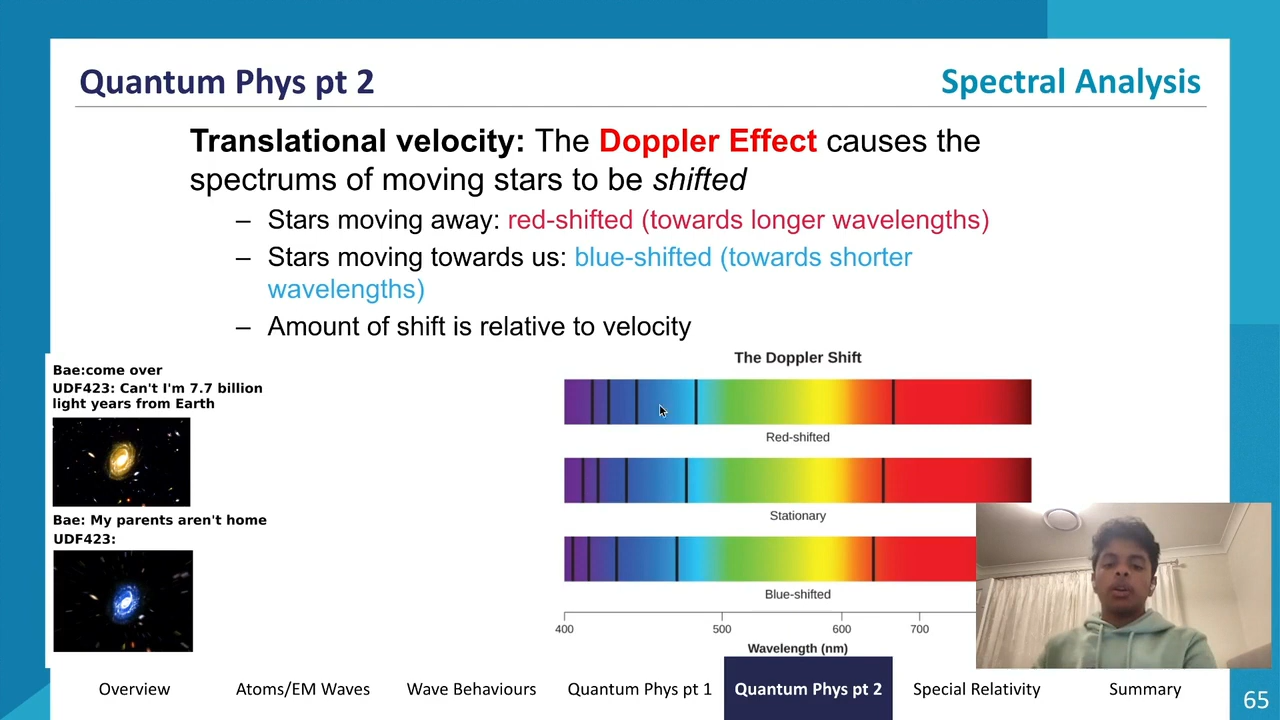 Quantum Phys pt 2
Spectral Analysis
Translational velocity: The Doppler Effect causes the
spectrums of moving stars to be shifted
– Stars moving away: red-shifted (towards longer wavelengths)
– Stars moving towards us: blue-shifted (towards shorter
wavelengths)
– Amount of shift is relative to velocity
Bae:come over
UDF423: Can't I'm 7.7 billion
light years from Earth
Bae: My parents aren't home
UDF423:
The Doppler Shift
Red-shifted
Stationary
Blue-shifted
400 500 600 700
Wavelength (nm)
Overview Atoms/EM Waves Wave Behaviours Quantum Phys pt 1 Quantum Phys pt 2 Special Relativity Summary
65